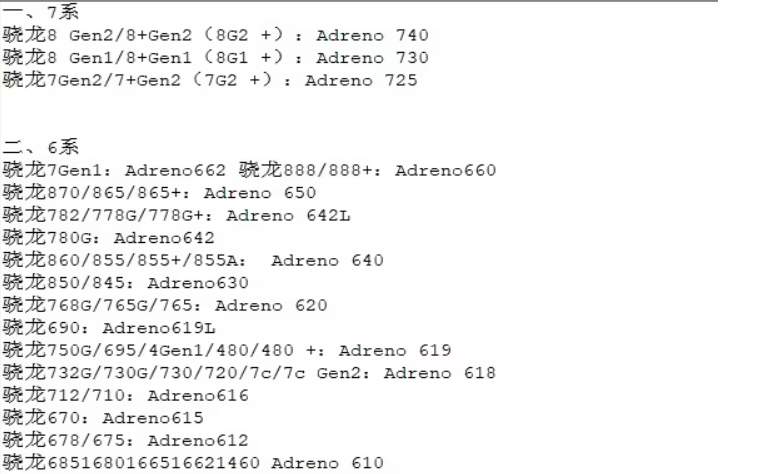 一、7系
骁龙8 Gen2/8+Gen2（8G2 +）：Adreno 740
骁龙8 Gen1/8+Gen1（8G1 +）：Adreno 730
骁龙7Gen2/7+Gen2（7G2 +）：Adreno 725
二、6系
骁龙7Gen1：Adreno662 骁龙888/888+：Adreno660
骁龙870/865/865+：Adreno 650
骁龙782/778G/778G+：Adreno 642L
骁龙780G：Adreno642
骁龙860/855/855+/855A： Adreno 640
骁龙850/845：Adreno630
骁龙768G/765G/765：Adreno 620
骁龙690：Adreno619L
骁龙750G/695/4Gen1/480/480 +：Adreno 619
骁龙732G/730G/730/720/7c/7c Gen2：Adreno 618
骁龙712/710：Adreno616
骁龙670：Adreno615
骁龙678/675：Adreno612
骁龙6851680166516621460 Adreno 610